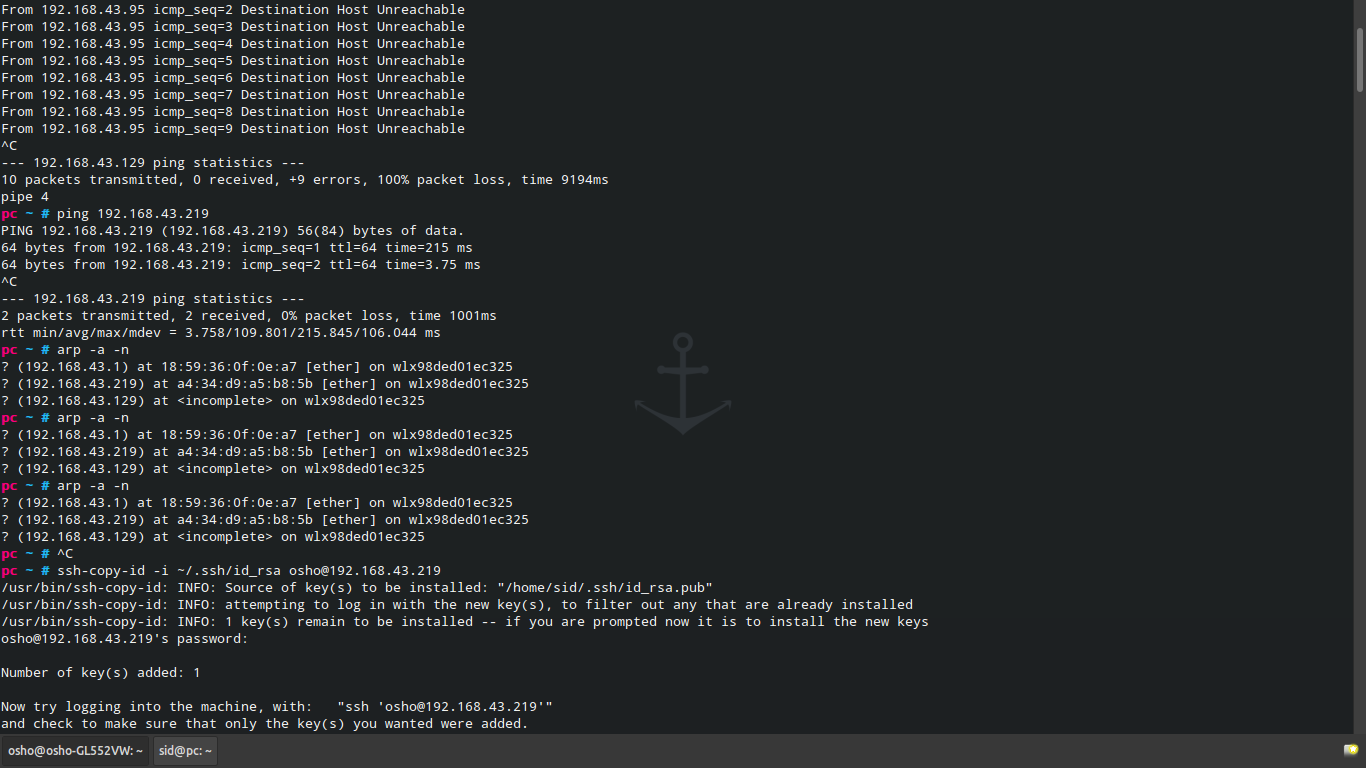 From 192.168.43.95 icmp_seq=2 Destination Host Unreachable
From 192.168.43.95 icmp_seq=3 Destination Host Unreachable
From 192.168.43.95 icmp_seq=4 Destination Host Unreachable
From 192.168.43.95 icmp_seq=5 Destination Host Unreachable
From 192.168.43.95 icmp_seq=6 Destination Host Unreachable
From 192.168.43.95 icmp_seq=7 Destination Host Unreachable
From 192.168.43.95 icmp_seq=8 Destination Host Unreachable
From 192.168.43.95 icmp_seq=9 Destination Host Unreachable
^C
--- 192.168.43.129 ping statistics ---
10 packets transmitted, 0 received, +9 errors, 100% packet loss, time 9194ms
pipe 4
pc ~ # ping 192.168.43.219
PING 192.168.43.219 (192.168.43.219) 56(84) bytes of data.
64 bytes from 192.168.43.219: icmp_seq=1 ttl=64 time=215 ms
64 bytes from 192.168.43.219: icmp_seq=2 ttl=64 time=3.75 ms
^C
--- 192.168.43.219 ping statistics ---
2 packets transmitted, 2 received, 0% packet loss, time 1001ms
rtt min/avg/max/mdev = 3.758/109.801/215.845/106.044 ms
pc ~ # arp -a -n
? (192.168.43.1) at 18:59:36:0f:0e:a7 [ether] on wlx98ded01ec325
? (192.168.43.219) at a4:34:d9:a5:b8:5b [ether] on wlx98ded01ec325
? (192.168.43.129) at <incomplete> on wlx98ded01ec325
pc ~ # arp -a -n
? (192.168.43.1) at 18:59:36:0f:0e:a7 [ether] on wlx98ded01ec325
? (192.168.43.219) at a4:34:d9:a5:b8:5b [ether] on wlx98ded01ec325
? (192.168.43.129) at <incomplete> on wlx98ded01ec325
pc ~ # arp -a -n
? (192.168.43.1) at 18:59:36:0f:0e:a7 [ether] on wlx98ded01ec325
? (192.168.43.219) at a4:34:d9:a5:b8:5b [ether] on wlx98ded01ec325
? (192.168.43.129) at <incomplete> on wlx98ded01ec325
pc ~ # ^C
pc ~ # ssh-copy-id -i ~/.ssh/id_rsa osho@192.168.43.219
/usr/bin/ssh-copy-id: INFO: Source of key(s) to be installed: "/home/sid/.ssh/id_rsa.pub"
/usr/bin/ssh-copy-id: INFO: attempting to log in with the new key(s), to filter out any that are already installed
/usr/bin/ssh-copy-id: INFO: 1 key(s) remain to be installed -- if you are prompted now it is to install the new keys
osho@192.168.43.219's password:
Number of key(s) added: 1
Now try logging into the machine, with:   "ssh 'osho@192.168.43.219'"
and check to make sure that only the key(s) you wanted were added.
osho@osho-GL552VW: ~
sid@pc: ~